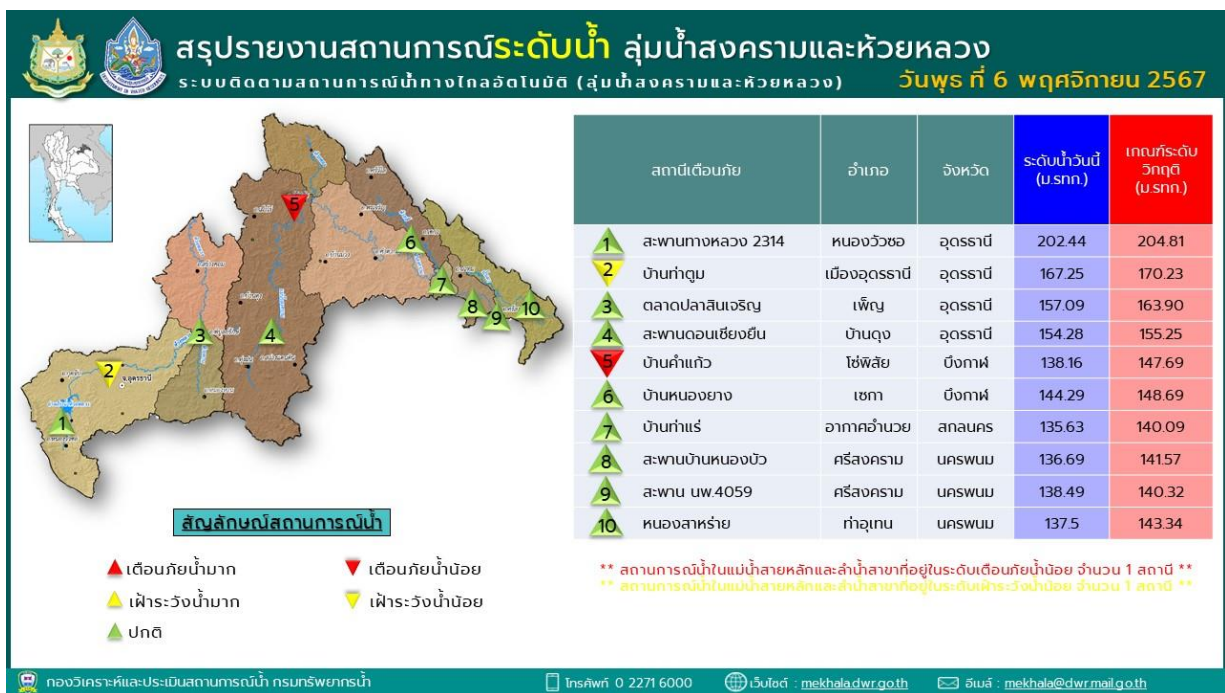 สรุปรายงานสถานการณ์ระดับน้ำ ลุ่มน้ำสงครามและห้วยหลวง
ระบบติดตามสถานการณ์น้ำทางไกลอัตโนมัติ (ลุ่มน้ำสงครามและห้วยหลวง) วันพุธ ที่ 6 พฤศจิกายน 2567
สถานีเตือนภัย อำเภอ จังหวัด ระดับน้ำวันนี้ (ม.รทก.) เกณฑ์ระดับวิกฤติ (ม.รทก.)
1 สะพานทางหลวง 2314 หนองวัวซอ อุดรธานี 202.44 204.81
2 บ้านท่าตูม เมืองอุดรธานี อุดรธานี 167.25 170.23
3 ตลาดปลาสินเจริญ เพ็ญ อุดรธานี 157.09 163.90
4 สะพานดอนเชียงยืน บ้านดุง อุดรธานี 154.28 155.25
5 บ้านคำแก้ว โซ่พิสัย บึงกาฬ 138.16 147.69
6 บ้านหนองยาง เซกา บึงกาฬ 144.29 148.69
7 บ้านท่าแร่ อากาศอำนวย สกลนคร 135.63 140.09
8 สะพานบ้านหนองบัว ศรีสงคราม นครพนม 136.69 141.57
9 สะพาน นพ.4059 ศรีสงคราม นครพนม 138.49 140.32
10 หนองสาหร่าย ท่าอุเทน นครพนม 137.5 143.34
5
6
7
8
9
10
3
4
2
อ.อุดรธานี
1
สัญลักษณ์สถานการณ์น้ำ
เตือนภัยน้ำมาก เตือนภัยน้ำน้อย
เฝ้าระวังน้ำมาก เฝ้าระวังน้ำน้อย
ปกติ
** สถานการณ์น้ำในแม่น้ำสายหลักและลำน้ำสาขาที่อยู่ในระดับเตือนภัยน้ำน้อย จำนวน 1 สถานี **
** สถานการณ์น้ำในแม่น้ำสายหลักและลำน้ำสาขาที่อยู่ในระดับเฝ้าระวังน้ำน้อย จำนวน 1 สถานี **
กองวิเคราะห์และประเมินสถานการณ์น้ำ กรมทรัพยากรน้ำ โทรศัพท์ 0 2271 6000 เว็บไซต์ : mekhala.dwr.go.th อีเมล์ : mekhala@dwr.mail.go.th